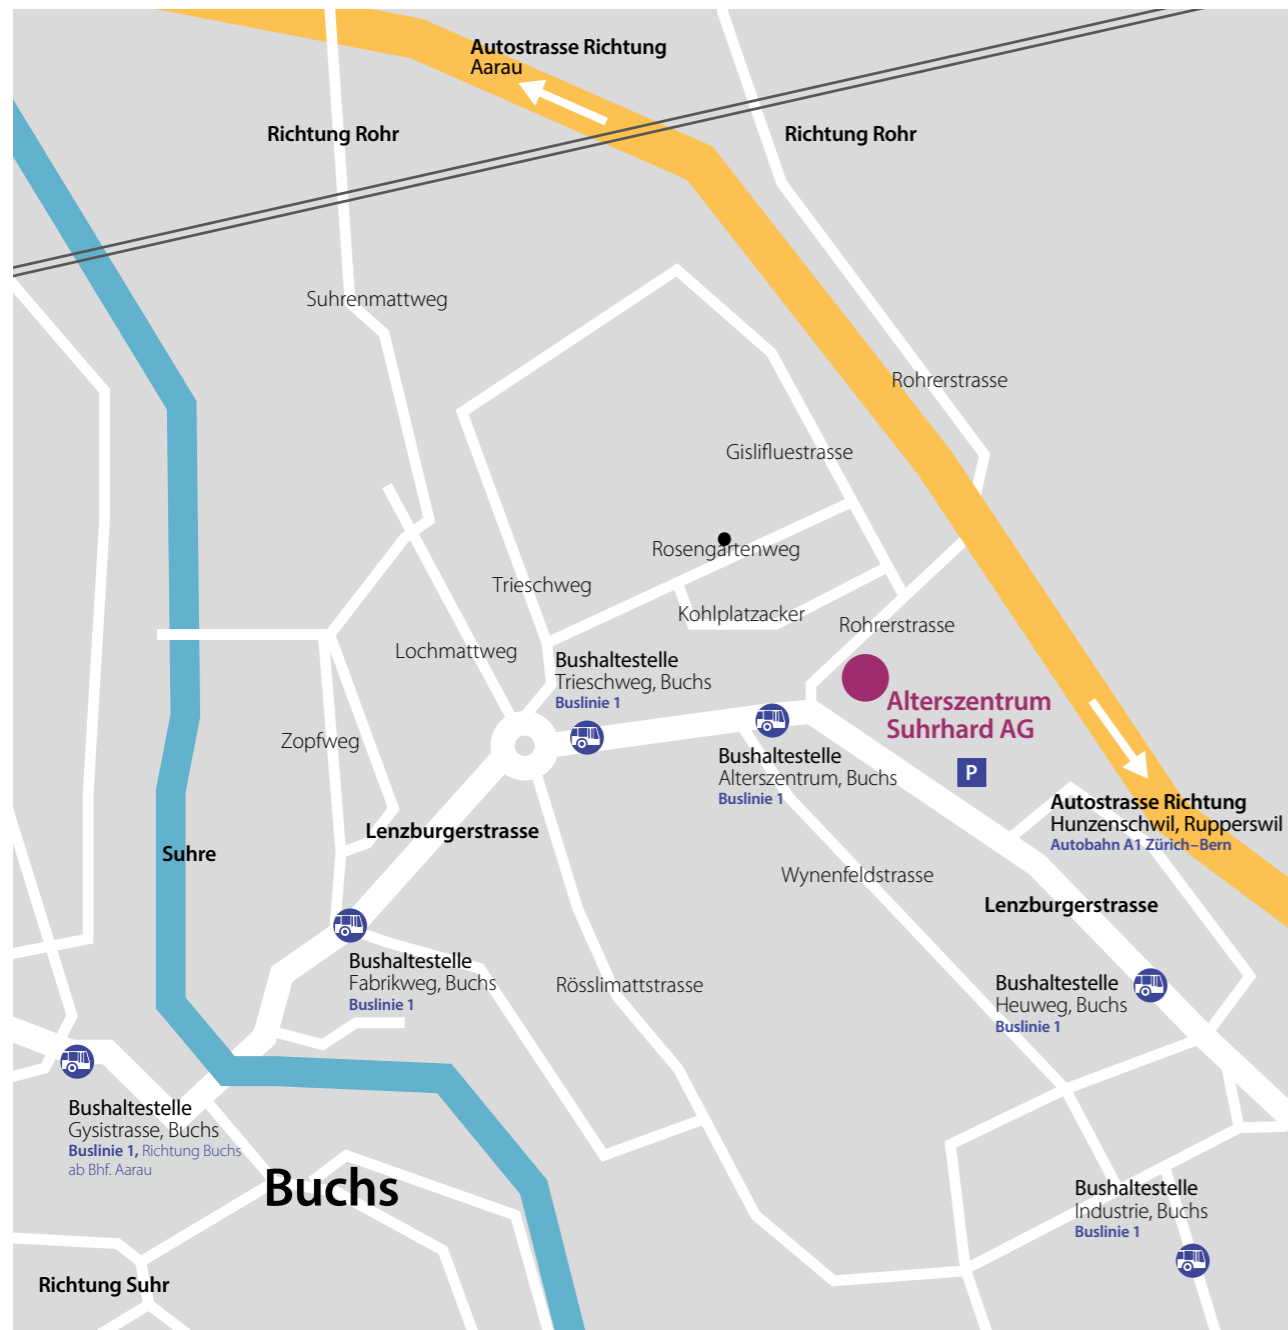 Autostrasse Richtung
Aarau
Richtung Rohr
Richtung Rohr
Suhrenmattweg
Rohrerstrasse
Gislifluestrasse
Rosengartenweg
Trieschweg
Kohlplatzacker
Rohrerstrasse
Lochmattweg
Bushaltestelle
Trieschweg, Buchs
Buslinie 1
Alterszentrum
Suhrhard AG
Zopfweg
Bushaltestelle
Alterszentrum, Buchs
Buslinie 1
P
Autostrasse Richtung
Hunzenschwil, Rupperswil
Autobahn A1 Zürich–Bern
Lenzburgerstrasse
Suhre
Wynenfeldstrasse
Lenzburgerstrasse
Bushaltestelle
Fabrikweg, Buchs
Buslinie 1
Rösslimattstrasse
Bushaltestelle
Heuweg, Buchs
Buslinie 1
Bushaltestelle
Gysistrasse, Buchs
Buslinie 1, Richtung Buchs
ab Bhf. Aarau
Buchs
Bushaltestelle
Industrie, Buchs
Buslinie 1
Richtung Suhr